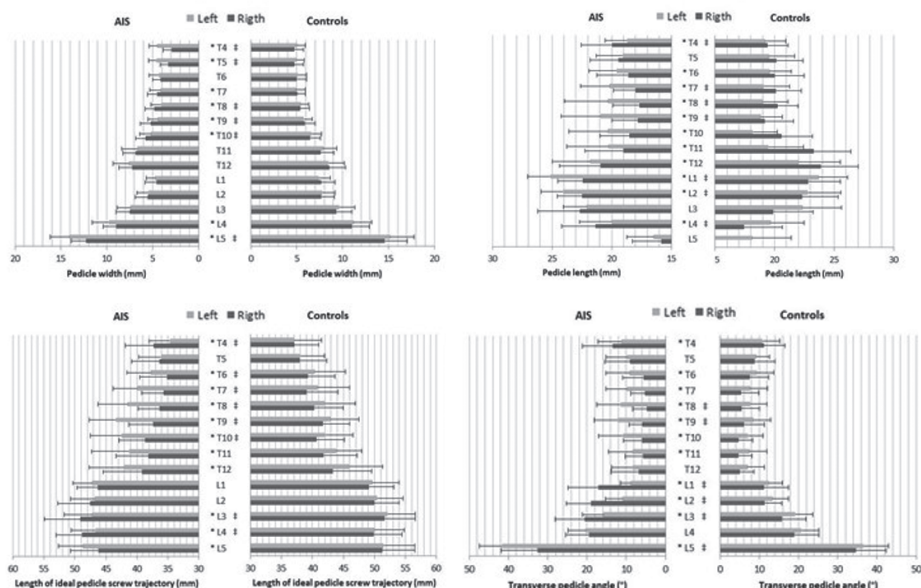 AIS Left Rigth Controls
* T4 ‡
* T5 ‡
T6
* T7
* T8 ‡
* T9 ‡
* T10 ‡
T11
T12
L1
L2
L3
* L4
* L5 ‡
20 15 10 5 0 0 5 10 15 20
Pedicle width (mm) Pedicle width (mm)
AIS Left Rigth Controls
* T4 ‡
T5
* T6
* T7 ‡
* T8 ‡
* T9 ‡
* T10
* T11
* T12
* L1 ‡
* L2 ‡
L3
* L4 ‡
L5
30 25 20 15 5 20 25 30
Pedicle length (mm) Pedicle length (mm)
AIS Left Rigth Controls
* T4 ‡
T5
* T6 ‡
* T7 ‡
* T8 ‡
* T9 ‡
* T10 ‡
* T11
* T12
L1
L2
* L3 ‡
* L4 ‡
* L5
60 55 50 45 40 35 30 30 35 40 45 50 55 60
Length of ideal pedicle screw trajectory (mm) Length of ideal pedicle screw trajectory (mm)
AIS Left Rigth Controls
* T4
T5
* T6
* T7
* T8 ‡
* T9 ‡
* T10
* T11
T12
* L1 ‡
* L2 ‡
* L3 ‡
L4
* L5 ‡
50 40 30 20 10 0 0 10 20 30 40 50
Transverse pedicle angle (°) Transverse pedicle angle (°)